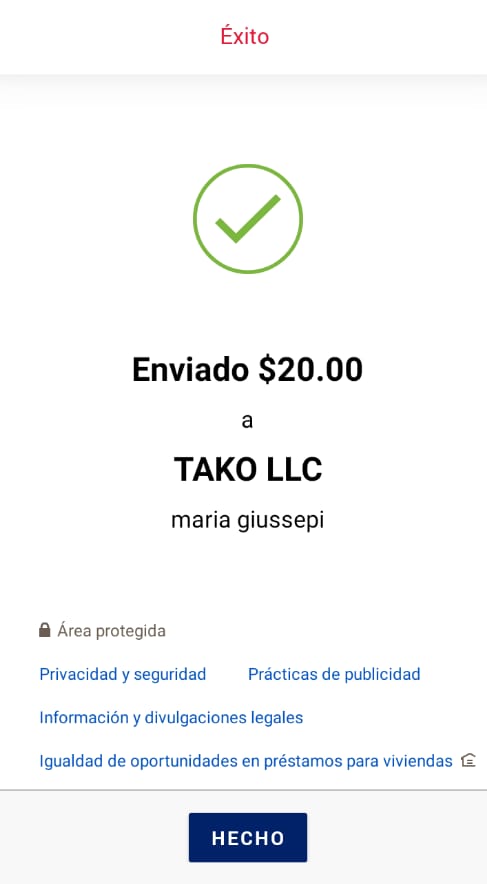 Éxito
Enviado $20.00
a
TAKO LLC
maria giussepi
Área protegida
Privacidad y seguridad Prácticas de publicidad
Información y divulgaciones legales
Igualdad de oportunidades en préstamos para viviendas
HECHO